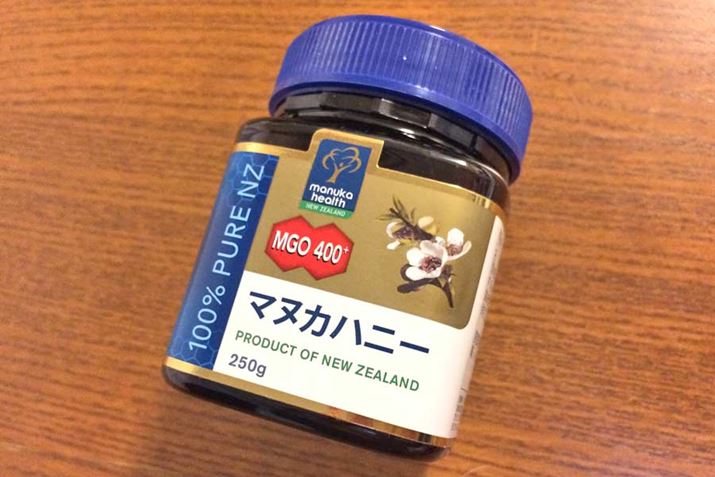 manuka
health
NEW ZEALAND
MGO 400+
100% PURE NZ
マヌカハニー
PRODUCT OF NEW ZEALAND
250g